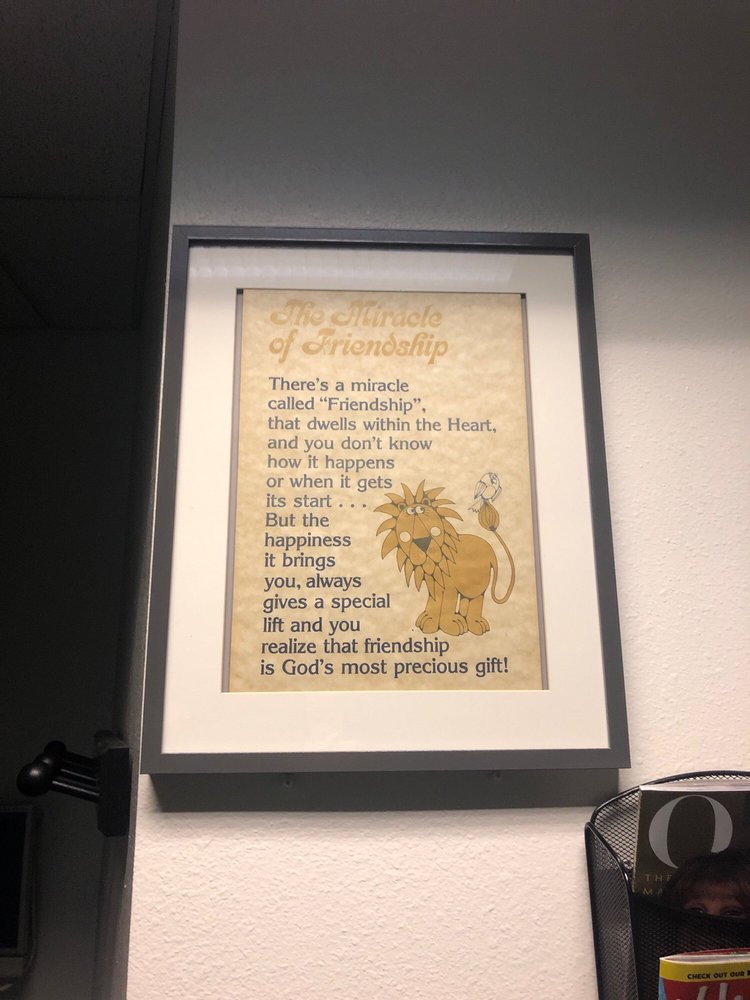 The Miracle
of Friendship
There's a miracle
called “Friendship”,
that dwells within the Heart,
and you don't know
how it happens
or when it gets
its start . . .
But the
happiness
it brings
you, always
gives a special
lift and you
realize that friendship
is God's most precious gift!
O
CHECK OUT OUR